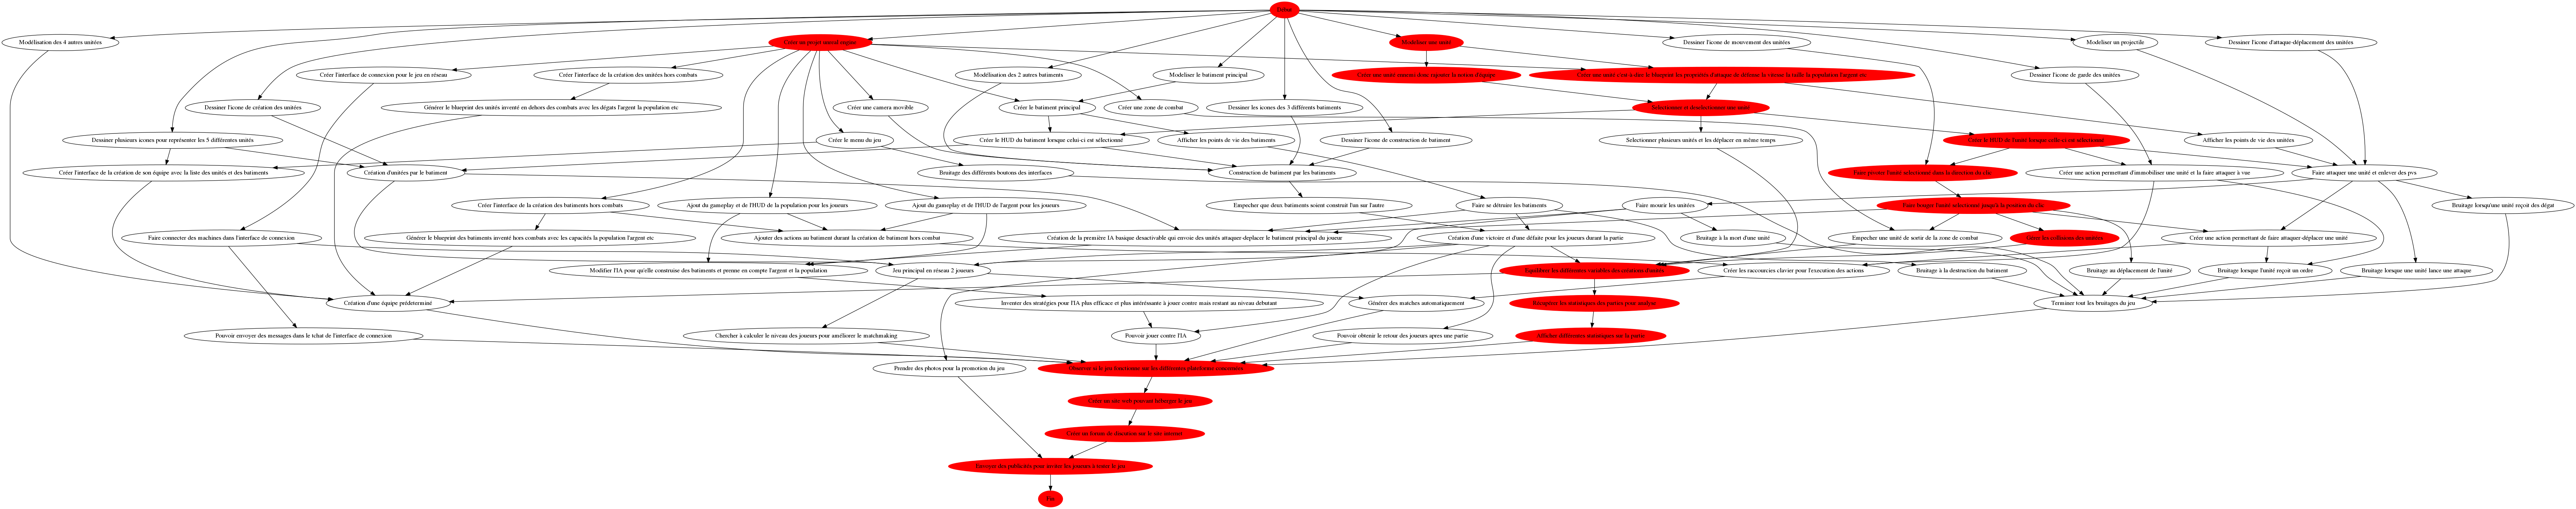 Début
Modélisation des 4 autres unitées
Créer un projet unreal engine
Modéliser une unité
Dessiner l'icone de mouvement des unitées
Modeliser un projectile
Dessiner l'icone d'attaque-déplacement des unitées
Créer l'interface de connexion pour le jeu en réseau
Créer l'interface de la création des unitées hors combats
Modélisation des 2 autres batiments
Modeliser le batiment principal
Créer une unité c'est-à-dire le blueprint les propriétés d'attaque de défense la vitesse la taille la population l'argent etc
Dessiner l'icone de garde des unitées
Dessiner l'icone de création des unitées
Générer le blueprint des unités inventé en dehors des combats avec les dégats l'argent la population etc
Créer une camera movible
Créer le batiment principal
Créer une zone de combat
Dessiner les icones des 3 différents batiments
Sélectionner et désélectionner une unité
Dessiner plusieurs icones pour représenter les 5 différentes unités
Créer le menu du jeu
Créer le HUD du batiment lorsque celui-ci est sélectionné
Afficher les points de vie des batiments
Dessiner l'icone de construction de batiment
Selectionner plusieurs unités et les déplacer en même temps
Créer le HUD de l'unité lorsque celle-ci est sélectionné
Afficher les points de vie des unitées
Créer l'interface de la création de son équipe avec la liste des unités et des batiments
Création d'unitées par le batiment
Bruitage des différents boutons des interfaces
Construction de batiment par les batiments
Faire pivoter l'unité sélectionné dans la direction du clic
Créer une action permettant d'immobiliser une unité et la faire attaquer à vue
Faire attaquer une unité et enlever des pvs
Créer l'interface de la création des batiments hors combats
Ajout du gameplay et de l'HUD de la population pour les joueurs
Ajout du gameplay et de l'HUD de l'argent pour les joueurs
Empecher que deux batiments soient construit l'un sur l'autre
Faire se détruire les batiments
Faire mourir les unitées
Faire bouger l'unité sélectionné jusqu'à la position du clic
Bruitage lorsqu'une unité reçoit des dégat
Faire connecter des machines dans l'interface de connexion
Générer le blueprint des batiments inventé hors combats avec les capacités la population l'argent etc
Ajouter des actions au batiment durant la création de batiment hors combat
Création de la première IA basique desactivable qui envoie des unités attaquer-deplacer le batiment principal du joueur
Création d'une victoire et d'une défaite pour les joueurs durant la partie
Bruitage à la mort d'une unité
Empecher une unité de sortir de la zone de combat
Gérer les collisions des unitées
Créer une action permettant de faire attaquer-déplacer une unité
Modifier l'IA pour qu'elle construise des batiments et prenne en compte l'argent et la population
Jeu principal en réseau 2 joueurs
Equilibrer les différentes variables des créations d'unités
Créer les raccourcies clavier pour l'execution des actions
Bruitage à la destruction du batiment
Bruitage au déplacement de l'unité
Bruitage lorsque l'unité reçoit un ordre
Bruitage lorsque une unité lance une attaque
Création d'une équipe prédeterminé
Inventer des stratégies pour l'IA plus efficace et plus intéréssante à jouer contre mais restant au niveau debutant
Générer des matches automatiquement
Récupérer les statistiques des parties pour analyse
Terminer tout les bruitages du jeu
Pouvoir envoyer des messages dans le tchat de l'interface de connexion
Chercher à calculer le niveau des joueurs pour améliorer le matchmaking
Pouvoir jouer contre l'IA
Pouvoir obtenir le retour des joueurs apres une partie
Afficher différentes statistiques sur la partie
Prendre des photos pour la promotion du jeu
Observer si le jeu fonctionne sur les différentes plateforme concernées
Créer un site web pouvant héberger le jeu
Créer un forum de discussion sur le site internet
Envoyer des publicités pour inviter les joueurs à tester le jeu
Fin